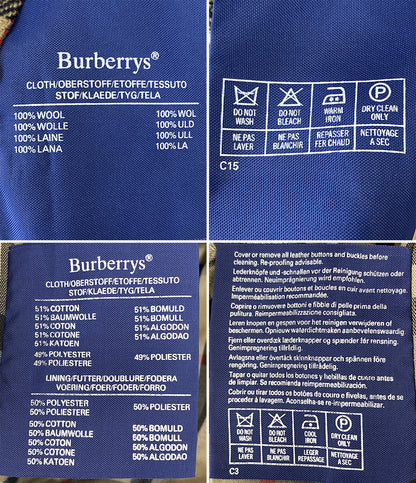 Burberrys®
CLOTH/OBERSTOFF/ETOFFE/TESSUTO
STOF/KLAEDE/TYG/TELA
100% WOOL 100% WOL
100% WOLLE 100% ULD
100% LAINE 100% ULL
100% LANA 100% LA
DO NOT WASH DO NOT BLEACH WARM IRON DRY CLEAN ONLY
NE PAS LAVER NE PAS BLANCHIR REPASSER FER CHAUD NETTOYAGE A SEC
C15
Burberrys®
CLOTH/OBERSTOFF/ETOFFE/TESSUTO
STOF/KLAEDE/TYG/TELA
51% COTTON 51% BOMULD
51% BAUMWOLLE 51% BOMULL
51% COTON 51% ALGODON
51% COTONE 51% ALGODAO
51% KATOEN
49% POLYESTER 49% POLIESTER
49% POLIESTERE
LINING/FUTTER/DOUBLURE/FODERA
VOERING/FOER/FODER/FORRO
50% POLYESTER 50% POLIESTER
50% POLIESTERE
50% COTTON 50% BOMULD
50% BAUMWOLLE 50% BOMULL
50% COTON 50% ALGODON
50% COTONE 50% ALGODAO
50% KATOEN
Cover or remove all leather buttons and buckles before
cleaning. Re-proofing advisable.
Lederknöpfe und -schnallen vor der Reinigung schützen oder
abtrennen. Neuimprägnierung wird empfohlen.
Enlever ou couvrir boutons et boucles en cuir avant nettoyage.
Imperméabilisation recommandée.
Coprire o rimuovere bottoni e fibbie di pelle prima della
pulitura. Reimpermeabilizzazione consigliata.
Leren knopen en gespen voor het reinigen verwijderen of
beschermen. Opnieuw waterdichtmaken aanbevelenswaardig
Fjern eller overdæk læderknapper og spænder før rensning.
Genimprægnering tilrådelig.
Avlägsna eller övertäck skinnknappar och spännen före
rengöring. Genimpregnering tillrådlig.
Tapar o quitar todos los botones y hebillas de cuero antes
de limpiar. Se recomienda reimpermeabilización.
Cobrir ou tirar todos os botões de couro e fivelas, antes de se
proceder à lavagem. Aconselha-se re-impermeabilizar.
DO NOT WASH DO NOT BLEACH COOL IRON DRY CLEAN ONLY
NE PAS LAVER NE PAS BLANCHIR LEGER REPASSAGE NETTOYAGE A SEC
C3